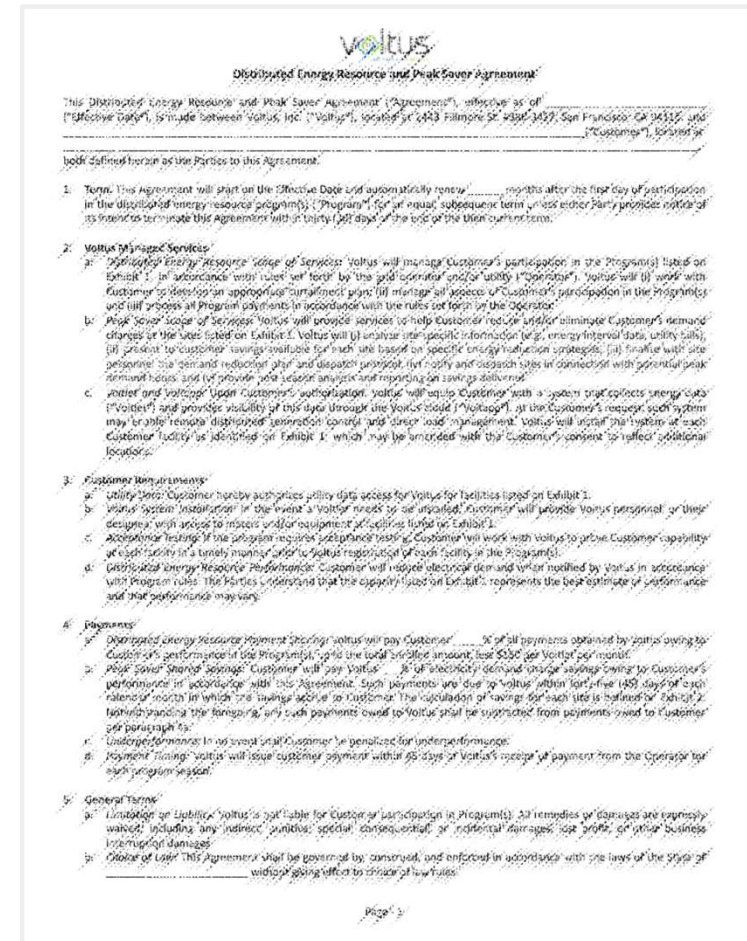 voltus
Distributed Energy Resource and Peak Saver Agreement
This Distributed Energy Resource and Peak Saver Agreement ("Agreement"), effective as of
("Effective Date"), is made between Voltus, Inc. ("Voltus"), located at 2443 Fillmore St. #380-3427, San Francisco, CA 94115, and
("Customer"), located at
both defined herein as the Parties to this Agreement.
1. Term. This Agreement will start on the Effective Date and automatically renew ______ months after the first day of participation
in the distributed energy resource program(s) ("Program") for an equal, subsequent term unless either Party provides notice of
its intent to terminate this Agreement within thirty (30) days of the end of the then current term.
2. Voltus Managed Services
a. Distributed Energy Resource Scope of Services: Voltus will manage Customer's participation in the Program(s) listed on
Exhibit 1, in accordance with rules set forth by the grid operator and/or utility ("Operator"). Voltus will (i) work with
Customer to develop an appropriate curtailment plan; (ii) manage all aspects of Customer's participation in the Program(s);
and (iii) process all Program payments in accordance with the rules set forth by the Operator.
b. Peak Saver Scope of Services: Voltus will provide services to help Customer reduce and/or eliminate Customer's demand
charges at the sites listed on Exhibit 1. Voltus will (i) analyze site specific information (e.g., energy interval data, utility bills);
(ii) present to customer savings available for each site based on specific energy reduction strategies; (iii) finalize with site
personnel the demand reduction plan and dispatch protocol; (iv) notify and dispatch sites in connection with potential peak
demand hours; and (v) provide post season analysis and reporting on savings delivered.
c. Voltlet and Voltapp: Upon Customer's authorization, Voltus will equip Customer with a system that collects energy data
("Voltlet") and provides visibility of this data through the Voltus cloud ("Voltapp"). At the Customer's request, such system
may enable remote distributed generation control and direct load management. Voltus will install the system at each
Customer facility as identified on Exhibit 1, which may be amended with the Customer's consent to reflect additional
locations.
3. Customer Requirements
a. Utility Data: Customer hereby authorizes utility data access for Voltus for facilities listed on Exhibit 1.
b. Voltus System Installation: In the event a Voltlet needs to be installed, Customer will provide Voltus personnel, or their
designee, with access to meters and/or equipment at facilities listed on Exhibit 1.
c. Acceptance Testing: If the program requires acceptance testing, Customer will work with Voltus to prove Customer capability
at each facility in a timely manner prior to Voltus registration of each facility in the Program(s).
d. Distributed Energy Resource Performance: Customer will reduce electrical demand when notified by Voltus in accordance
with Program rules. The Parties understand that the capacity listed on Exhibit 1 represents the best estimate of performance
and that performance may vary.
4. Payments
a. Distributed Energy Resource Payment Sharing: Voltus will pay Customer ______% of all payments obtained by Voltus owing to
Customer's performance in the Program(s), up to the total enrolled amount, less $150 per Voltlet per month.
b. Peak Saver Shared Savings: Customer will pay Voltus ___% of electricity demand charge savings owing to Customer's
performance in accordance with this Agreement. Such payments are due to Voltus within forty-five (45) days of each
calendar month in which the savings accrue to Customer. The calculation of savings for each site is defined on Exhibit 2.
Notwithstanding the foregoing, any such payments owed to Voltus shall be subtracted from payments owed to Customer
per paragraph 4a.
c. Underperformance: In no event shall Customer be penalized for underperformance.
d. Payment Timing: Voltus will issue customer payment within 45 days of Voltus's receipt of payment from the Operator for
each program season.
5. General Terms
a. Limitation on Liability: Voltus is not liable for Customer participation in Program(s). All remedies or damages are expressly
waived, including any indirect, punitive, special, consequential, or incidental damages, lost profit, or other business
interruption damages.
b. Choice of Law: This Agreement shall be governed by, construed, and enforced in accordance with the laws of the State of
______ without giving effect to choice of law rules.
Page